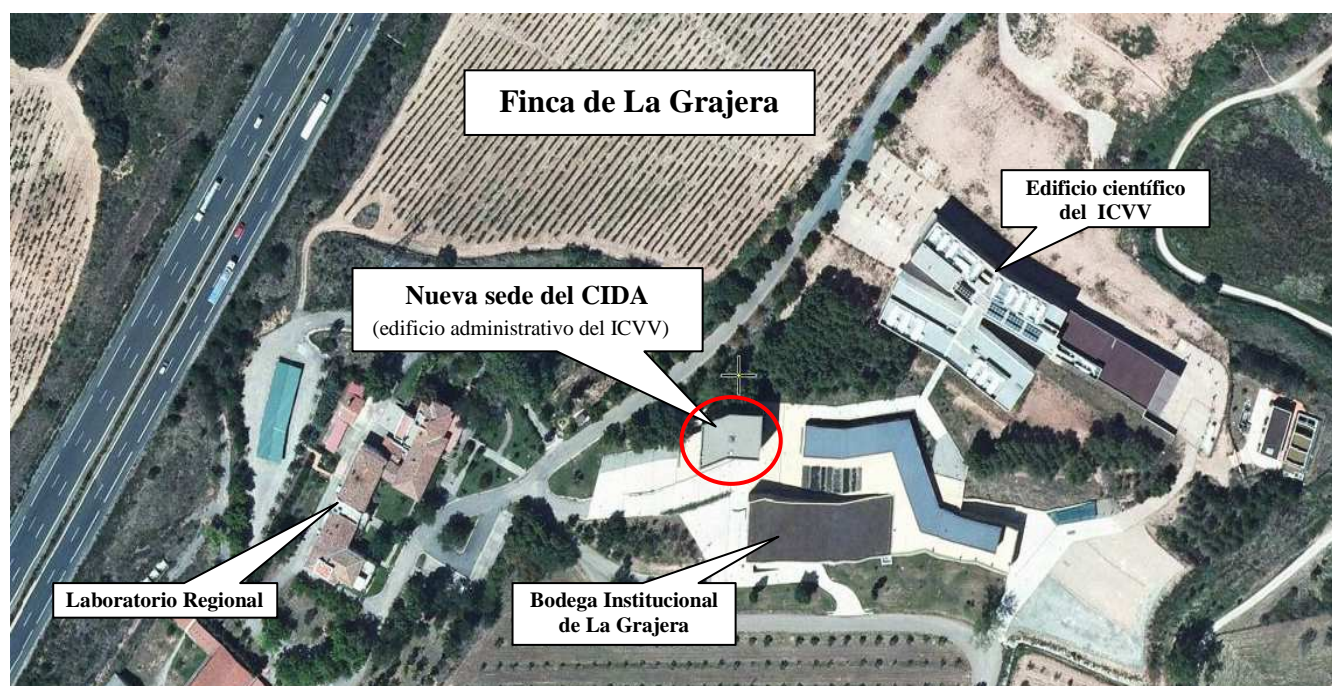 Finca de La Grajera
Edificio científico
del ICVV
Nueva sede del CIDA
(edificio administrativo del ICVV)
Laboratorio Regional
Bodega Institucional
de La Grajera